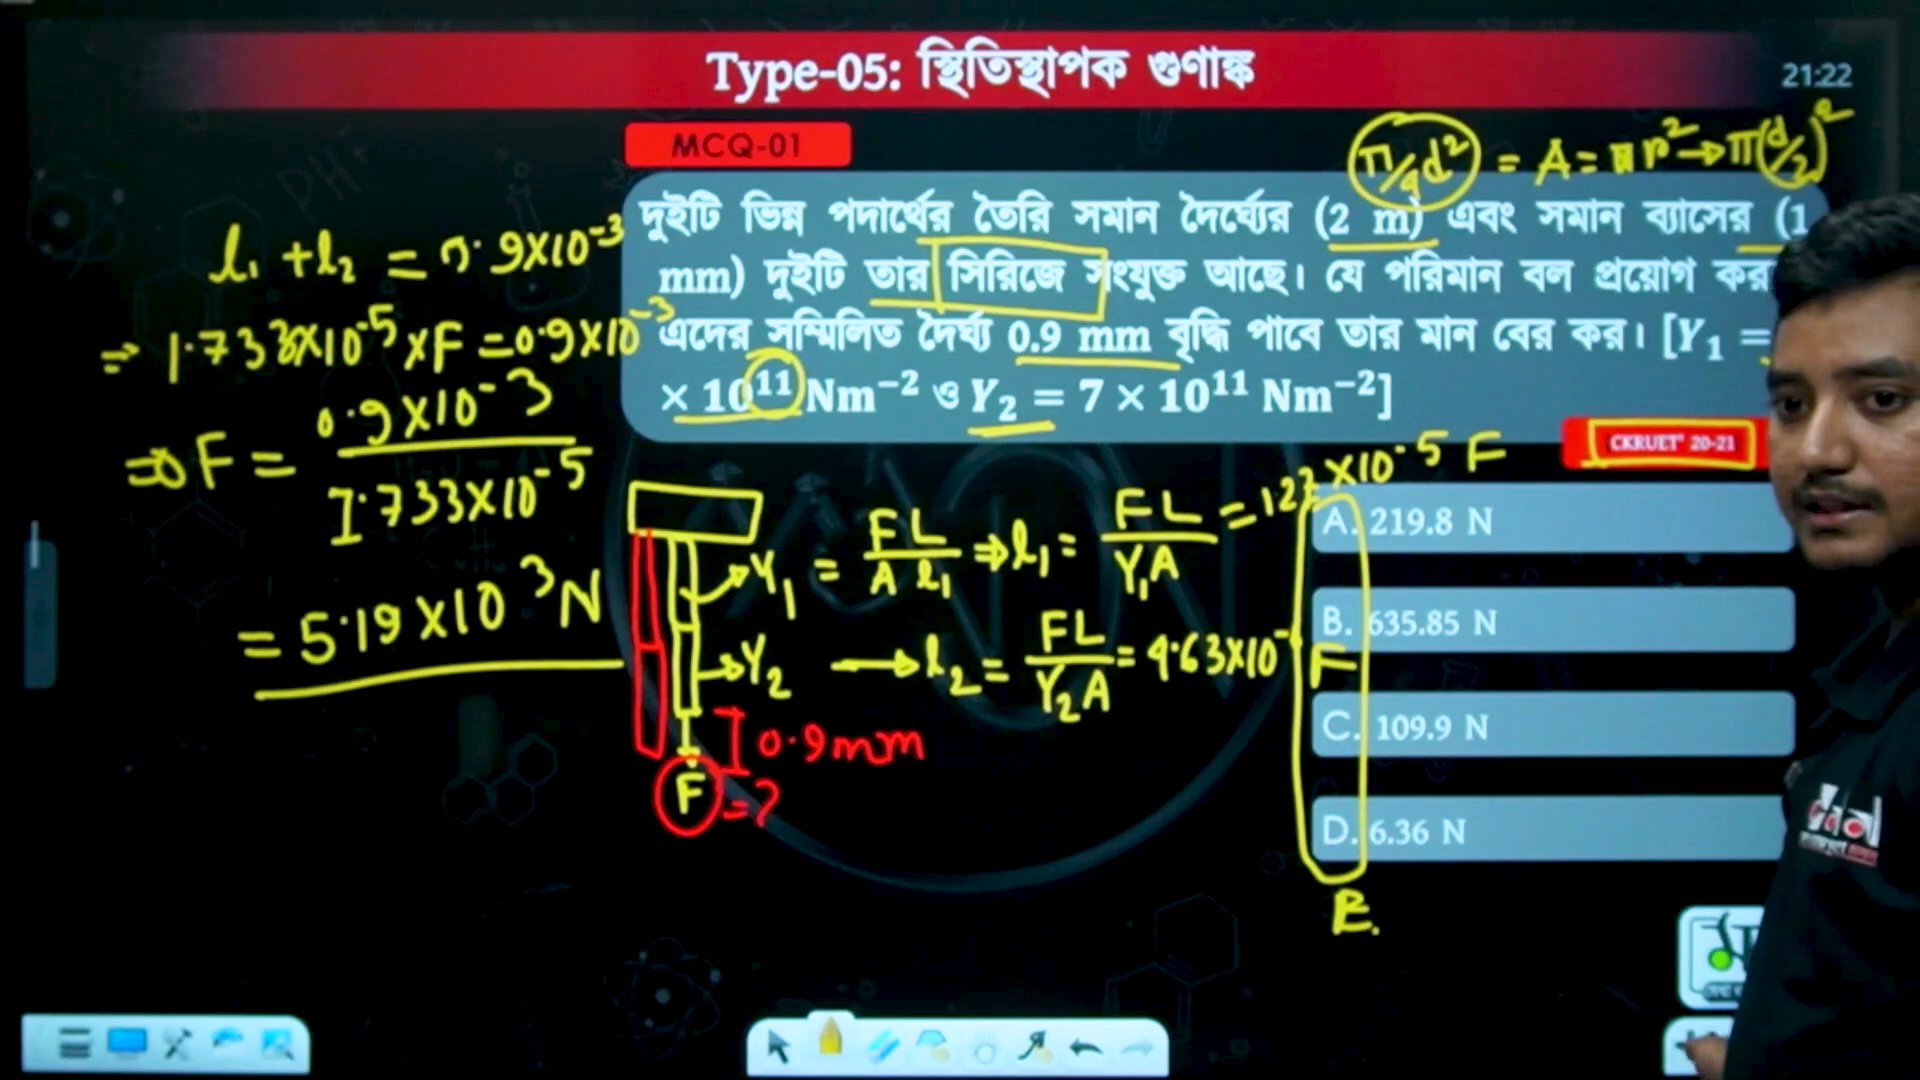 Type-05: স্থিতিস্থাপক গুণাঙ্ক
21:22
MCQ-01
π/4 d² = A = πr² → π(d/2)²
দুইটি ভিন্ন পদার্থের তৈরি সমান দৈর্ঘ্যের (2 m) এবং সমান ব্যাসের (1
mm) দুইটি তার সিরিজে সংযুক্ত আছে। যে পরিমান বল প্রয়োগ কর
এদের সম্মিলিত দৈর্ঘ্য 0.9 mm বৃদ্ধি পাবে তার মান বের কর। [Y₁ =
× 10¹¹ Nm⁻² ও Y₂ = 7 × 10¹¹ Nm⁻²]
CKRUET' 20-21
l₁ + l₂ = 0.9×10⁻³
⇒ 1.733×10⁻⁵ × F = 0.9×10⁻³
⇒ F = 0.9×10⁻³ / 1.733×10⁻⁵
= 5.19 × 10³ N
Y₁ = FL / A l₁ ⇒ l₁ = FL / Y₁A = 1.27×10⁻⁵ F
Y₂ → l₂ = FL / Y₂A = 4.63×10⁻ F
I 0.9mm
F = ?
A. 219.8 N
B. 635.85 N
C. 109.9 N
D. 6.36 N
E.